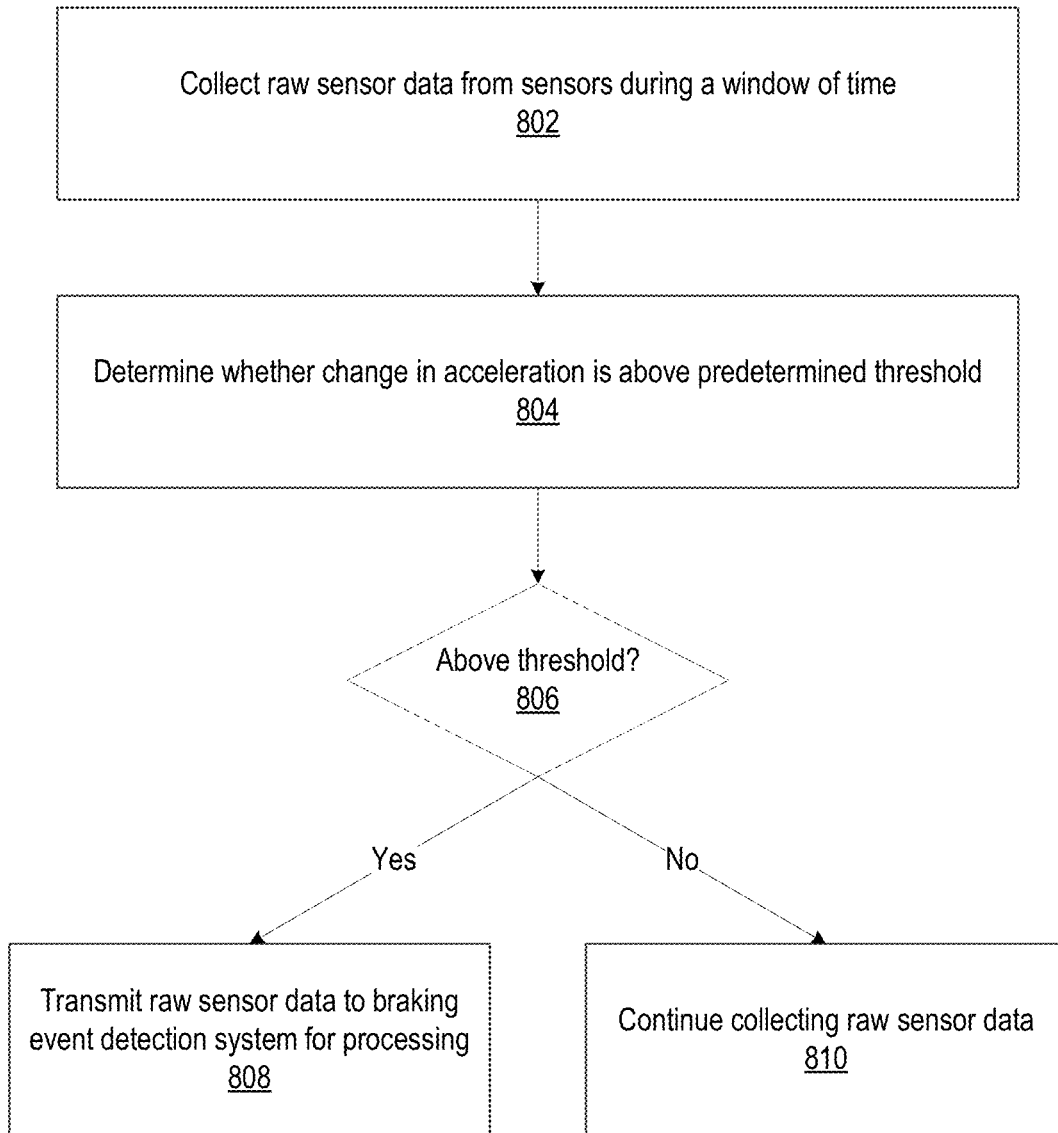 Collect raw sensor data from sensors during a window of time
802
Determine whether change in acceleration is above predetermined threshold
804
Above threshold?
806
Yes
No
Transmit raw sensor data to braking
event detection system for processing
808
Continue collecting raw sensor data
810